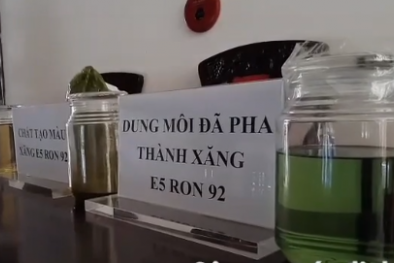 CHẤT TẠO MÀU
XĂNG E5 RON 92
DUNG MÔI ĐÃ PHA
THÀNH XĂNG
E5 RON 92